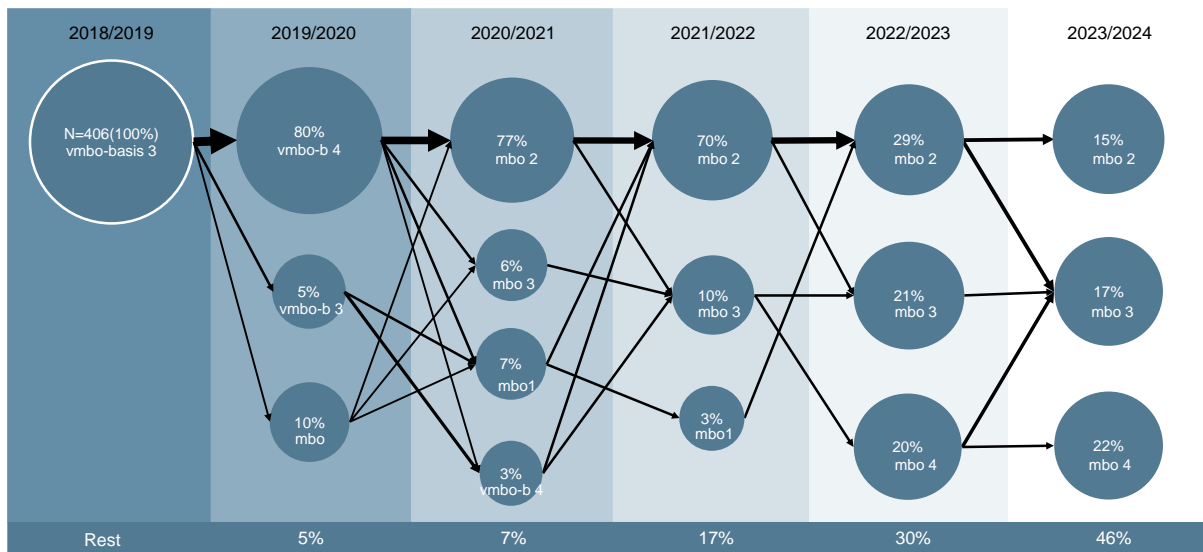 2018/2019
2019/2020
2020/2021
2021/2022
2022/2023
2023/2024
N=406(100%)
vmbo-basis 3
80%
vmbo-b 4
5%
vmbo-b 3
10%
mbo
77%
mbo 2
6%
mbo 3
7%
mbo1
3%
vmbo-b 4
70%
mbo 2
10%
mbo 3
3%
mbo1
29%
mbo 2
21%
mbo 3
20%
mbo 4
15%
mbo 2
17%
mbo 3
22%
mbo 4
Rest
5%
7%
17%
30%
46%